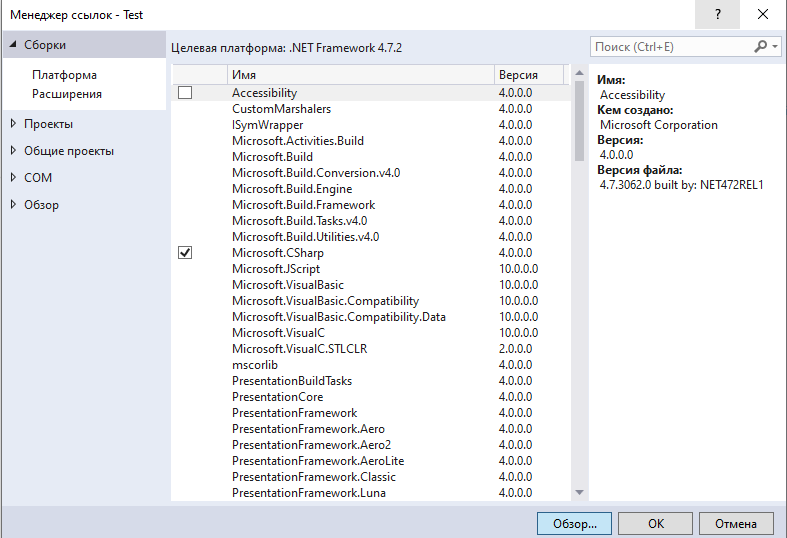 Менеджер ссылок - Test
?
Сборки
Платформа
Расширения
Проекты
Общие проекты
COM
Обзор
Целевая платформа: .NET Framework 4.7.2
Поиск (Ctrl+E)
Имя Версия
Accessibility 4.0.0.0
CustomMarshalers 4.0.0.0
ISymWrapper 4.0.0.0
Microsoft.Activities.Build 4.0.0.0
Microsoft.Build 4.0.0.0
Microsoft.Build.Conversion.v4.0 4.0.0.0
Microsoft.Build.Engine 4.0.0.0
Microsoft.Build.Framework 4.0.0.0
Microsoft.Build.Tasks.v4.0 4.0.0.0
Microsoft.Build.Utilities.v4.0 4.0.0.0
Microsoft.CSharp 4.0.0.0
Microsoft.JScript 10.0.0.0
Microsoft.VisualBasic 10.0.0.0
Microsoft.VisualBasic.Compatibility 10.0.0.0
Microsoft.VisualBasic.Compatibility.Data 10.0.0.0
Microsoft.VisualC 10.0.0.0
Microsoft.VisualC.STLCLR 2.0.0.0
mscorlib 4.0.0.0
PresentationBuildTasks 4.0.0.0
PresentationCore 4.0.0.0
PresentationFramework 4.0.0.0
PresentationFramework.Aero 4.0.0.0
PresentationFramework.Aero2 4.0.0.0
PresentationFramework.AeroLite 4.0.0.0
PresentationFramework.Classic 4.0.0.0
PresentationFramework.Luna 4.0.0.0
Имя:
Accessibility
Кем создано:
Microsoft Corporation
Версия:
4.0.0.0
Версия файла:
4.7.3062.0 built by: NET472REL1
Обзор... ОК Отмена